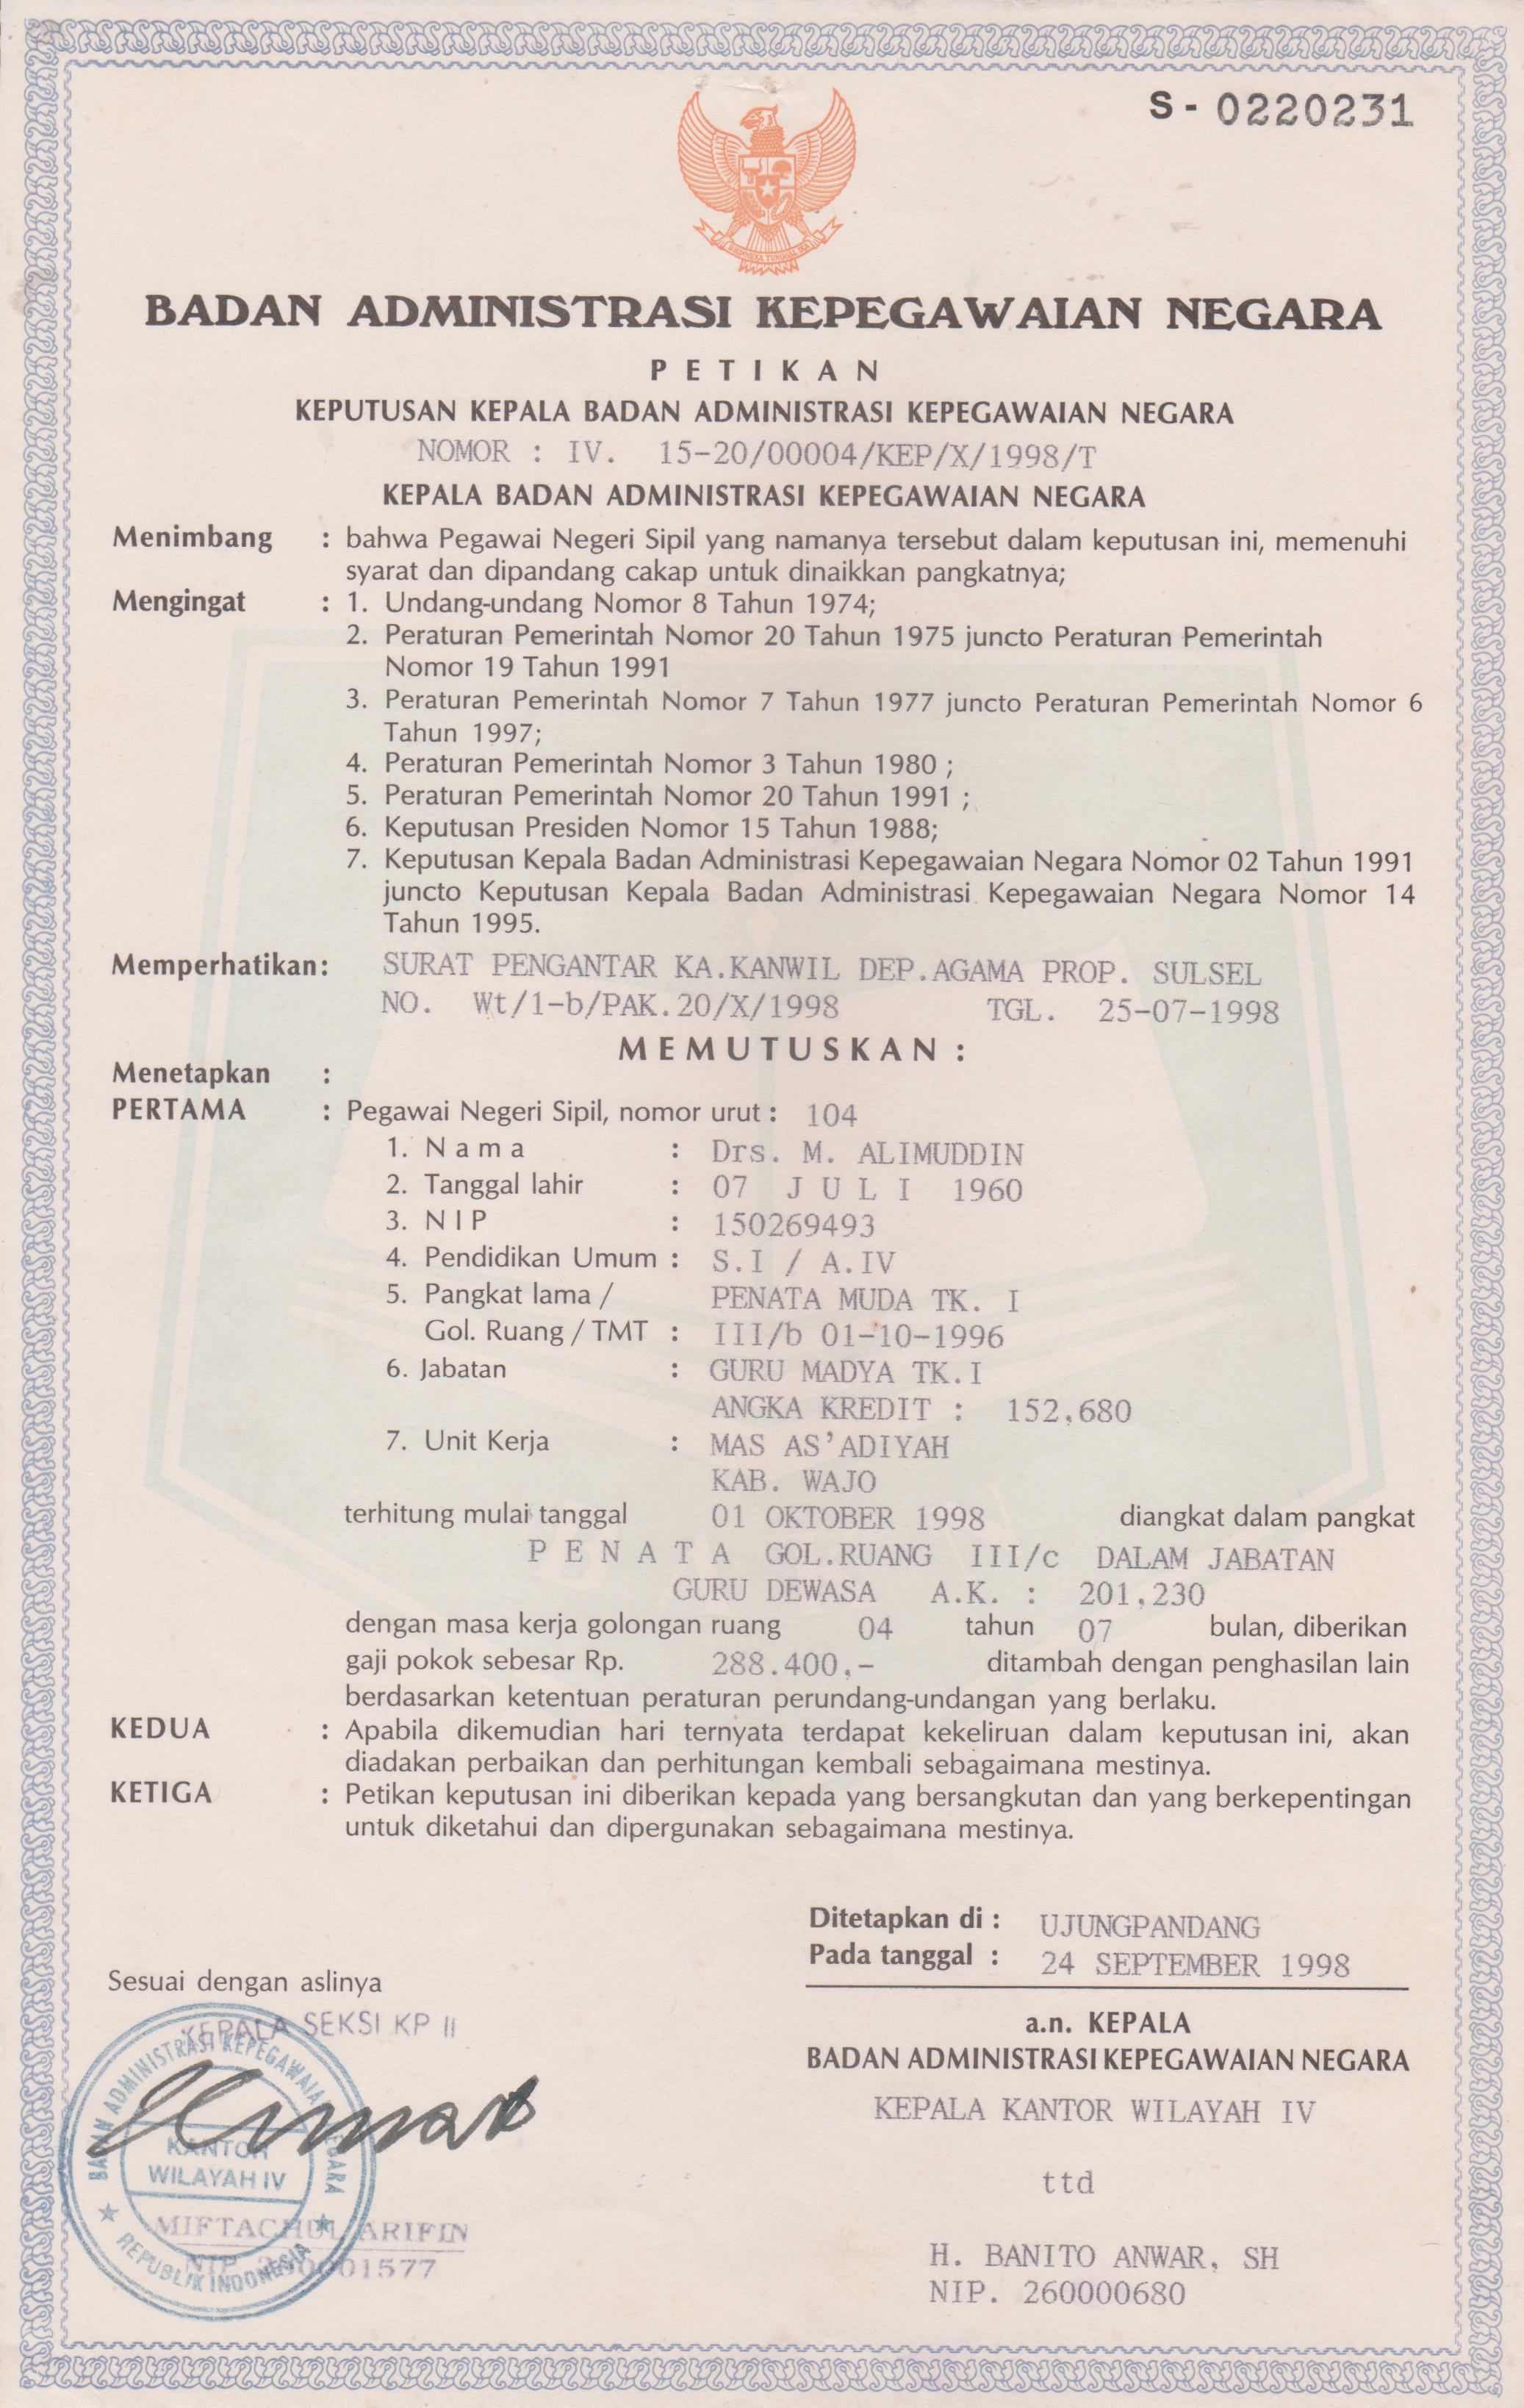 S - 0220231
BHINNEKA TUNGGAL IKA
BADAN ADMINISTRASI KEPEGAWAIAN NEGARA
PETIKAN
KEPUTUSAN KEPALA BADAN ADMINISTRASI KEPEGAWAIAN NEGARA
NOMOR : IV. 15-20/00004/KEP/X/1998/T
KEPALA BADAN ADMINISTRASI KEPEGAWAIAN NEGARA
Menimbang : bahwa Pegawai Negeri Sipil yang namanya tersebut dalam keputusan ini, memenuhi
syarat dan dipandang cakap untuk dinaikkan pangkatnya;
Mengingat : 1. Undang-undang Nomor 8 Tahun 1974;
2. Peraturan Pemerintah Nomor 20 Tahun 1975 juncto Peraturan Pemerintah
Nomor 19 Tahun 1991
3. Peraturan Pemerintah Nomor 7 Tahun 1977 juncto Peraturan Pemerintah Nomor 6
Tahun 1997;
4. Peraturan Pemerintah Nomor 3 Tahun 1980 ;
5. Peraturan Pemerintah Nomor 20 Tahun 1991 ;
6. Keputusan Presiden Nomor 15 Tahun 1988;
7. Keputusan Kepala Badan Administrasi Kepegawaian Negara Nomor 02 Tahun 1991
juncto Keputusan Kepala Badan Administrasi Kepegawaian Negara Nomor 14
Tahun 1995.
Memperhatikan: SURAT PENGANTAR KA.KANWIL DEP.AGAMA PROP. SULSEL
NO. Wt/1-b/PAK.20/X/1998 TGL. 25-07-1998
MEMUTUSKAN :
Menetapkan :
PERTAMA : Pegawai Negeri Sipil, nomor urut : 104
1. Nama : Drs. M. ALIMUDDIN
2. Tanggal lahir : 07 JULI 1960
3. NIP : 150269493
4. Pendidikan Umum : S.I / A.IV
5. Pangkat lama / PENATA MUDA TK. I
Gol. Ruang / TMT : III/b 01-10-1996
6. Jabatan : GURU MADYA TK.I
ANGKA KREDIT : 152,680
7. Unit Kerja : MAS AS'ADIYAH
KAB. WAJO
terhitung mulai tanggal 01 OKTOBER 1998 diangkat dalam pangkat
PENATA GOL.RUANG III/c DALAM JABATAN
GURU DEWASA A.K. : 201,230
dengan masa kerja golongan ruang 04 tahun 07 bulan, diberikan
gaji pokok sebesar Rp. 288.400,- ditambah dengan penghasilan lain
berdasarkan ketentuan peraturan perundang-undangan yang berlaku.
KEDUA : Apabila dikemudian hari ternyata terdapat kekeliruan dalam keputusan ini, akan
diadakan perbaikan dan perhitungan kembali sebagaimana mestinya.
KETIGA : Petikan keputusan ini diberikan kepada yang bersangkutan dan yang berkepentingan
untuk diketahui dan dipergunakan sebagaimana mestinya.
Ditetapkan di : UJUNGPANDANG
Pada tanggal : 24 SEPTEMBER 1998
a.n. KEPALA
BADAN ADMINISTRASI KEPEGAWAIAN NEGARA
KEPALA KANTOR WILAYAH IV
ttd
H. BANITO ANWAR, SH
NIP. 260000680
Sesuai dengan aslinya
KEPALA SEKSI KP II
BADAN ADMINISTRASI KEPEGAWAIAN NEGARA
KANTOR
WILAYAH IV
REPUBLIK INDONESIA
MIFTACHUL ARIFIN
NIP.